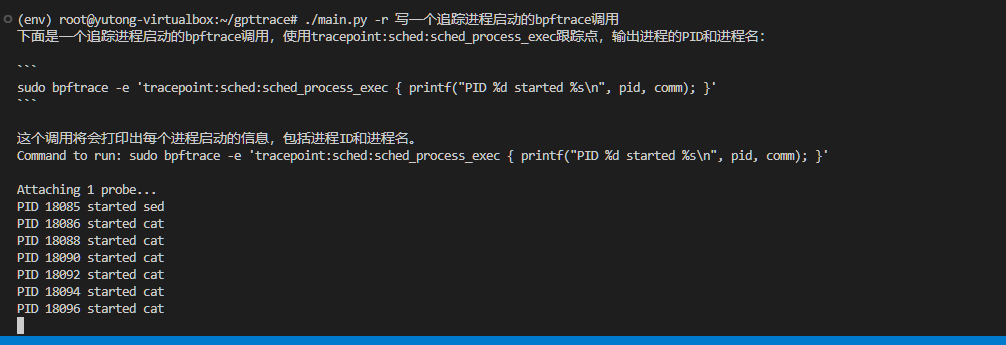 (env) root@yutong-virtualbox:~/gpttrace# ./main.py -r 写一个追踪进程启动的bpftrace调用
下面是一个追踪进程启动的bpftrace调用，使用tracepoint:sched:sched_process_exec跟踪点，输出进程的PID和进程名：
```
sudo bpftrace -e 'tracepoint:sched:sched_process_exec { printf("PID %d started %s\n", pid, comm); }'
```
这个调用将会打印出每个进程启动的信息，包括进程ID和进程名。
Command to run: sudo bpftrace -e 'tracepoint:sched:sched_process_exec { printf("PID %d started %s\n", pid, comm); }'
Attaching 1 probe...
PID 18085 started sed
PID 18086 started cat
PID 18088 started cat
PID 18090 started cat
PID 18092 started cat
PID 18094 started cat
PID 18096 started cat